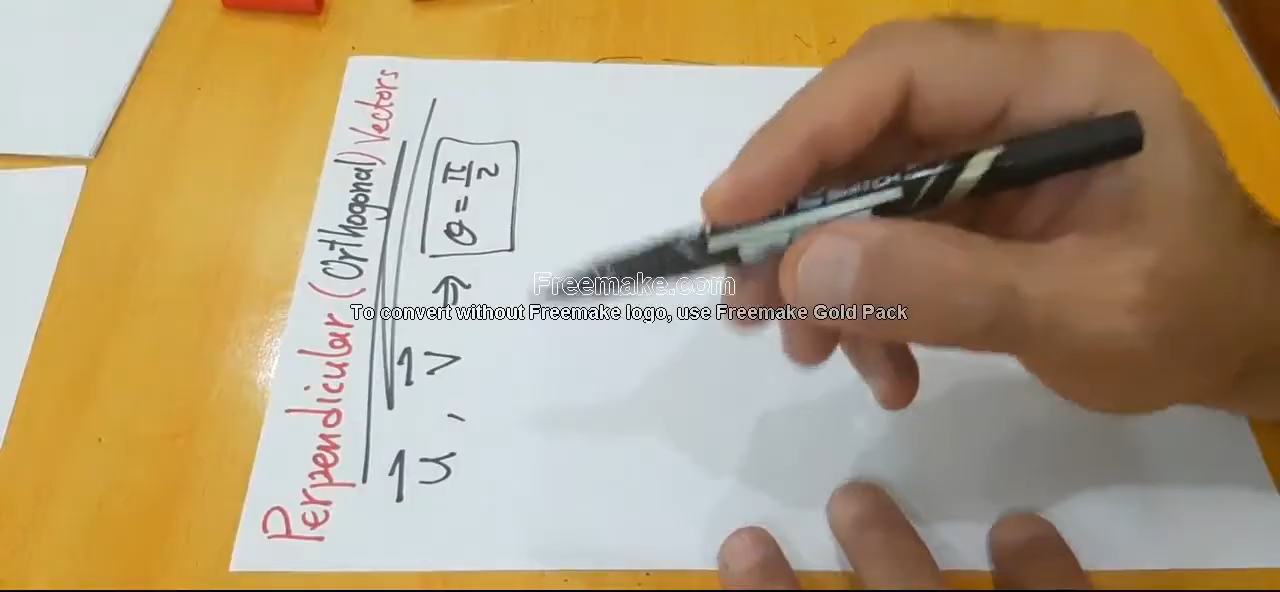 Perpendicular (Orthogonal) Vectors
u⃗ , v⃗ ⇒ θ = π/2
Freemake.com
To convert without Freemake logo, use Freemake Gold Pack